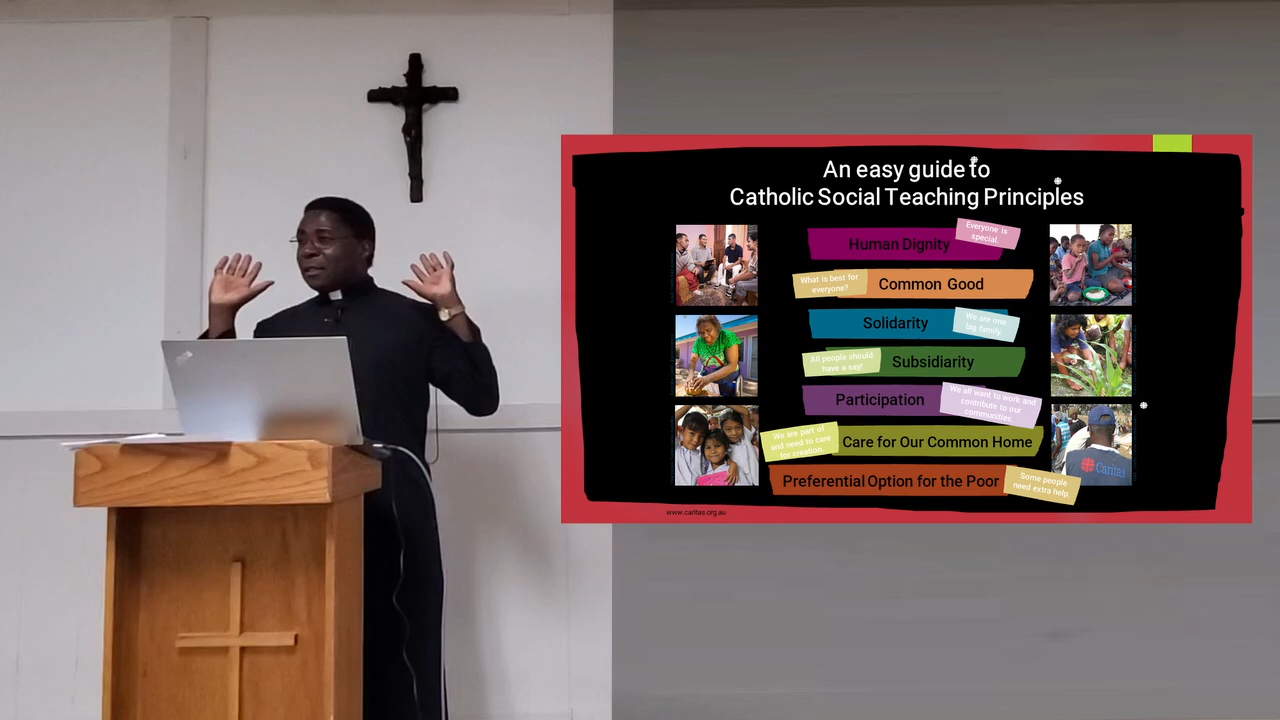 An easy guide to
Catholic Social Teaching Principles
Human Dignity
Everyone is
special.
What is best for
everyone?
Common Good
Solidarity
We are one
big family.
All people should
have a say!
Subsidiarity
Participation
We all want to work and
contribute to our
communities
We are part of
and need to care
for creation.
Care for Our Common Home
Preferential Option for the Poor
Some people
need extra help.
Caritas
www.caritas.org.au